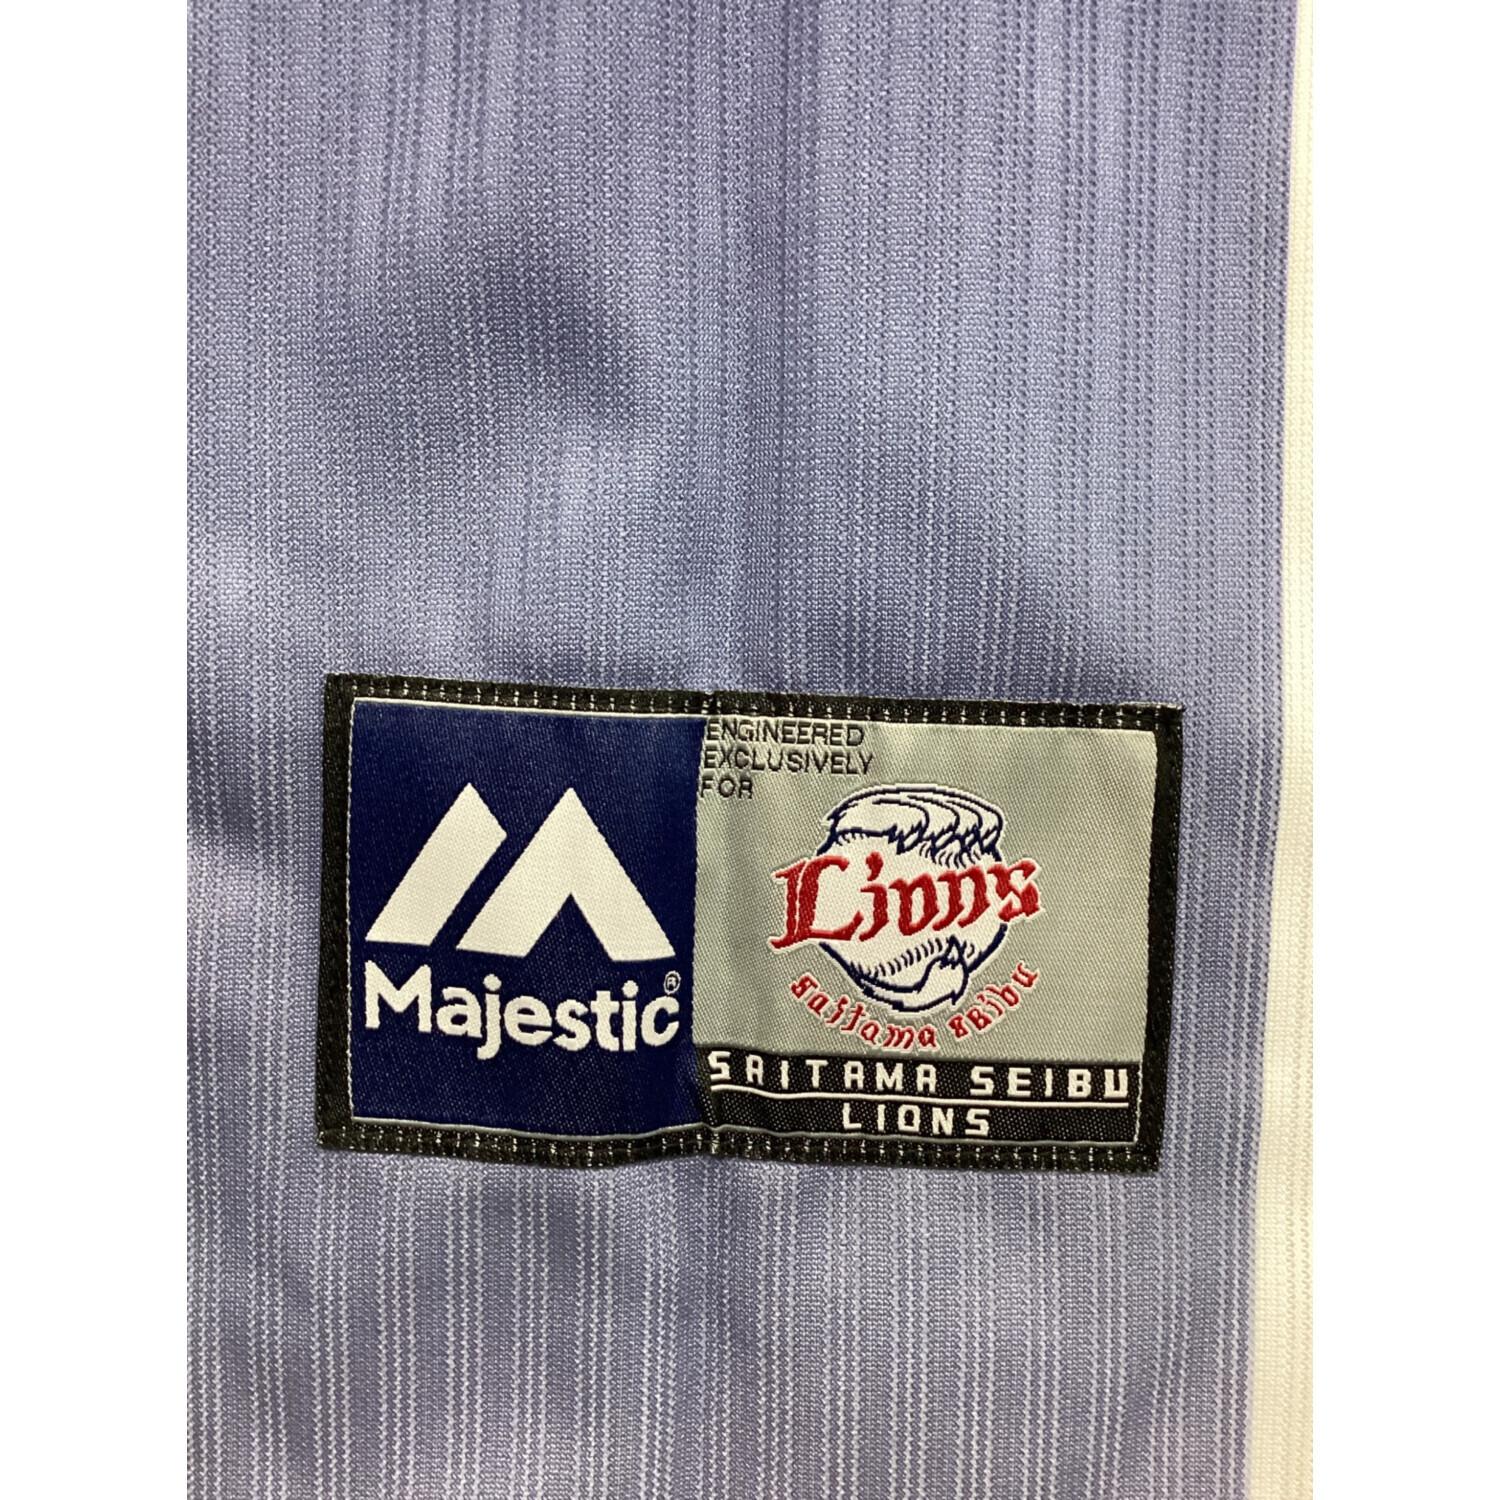 ENGINEERED
EXCLUSIVELY
FOR
Lions
Saitama Seibu
Majestic®
SAITAMA SEIBU
LIONS